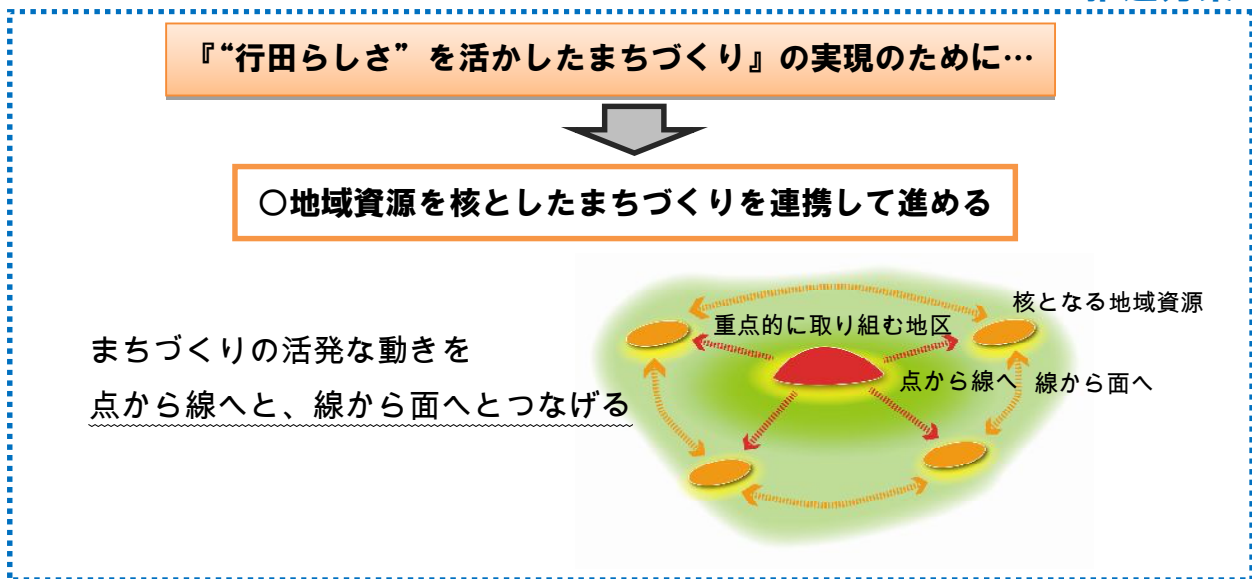 『“行田らしさ”を活かしたまちづくり』の実現のために…
〇地域資源を核としたまちづくりを連携して進める
まちづくりの活発な動きを
点から線へと、線から面へとつなげる
核となる地域資源
重点的に取り組む地区
点から線へ
線から面へ